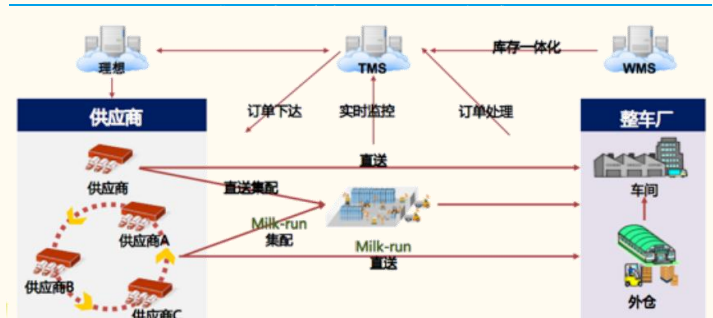 库存一体化
理想
TMS
WMS
供应商
订单下达
实时监控
订单处理
整车厂
直送
供应商
直送集配
车间
Milk-run
集配
供应商A
Milk-run
直送
供应商B
外仓
供应商C